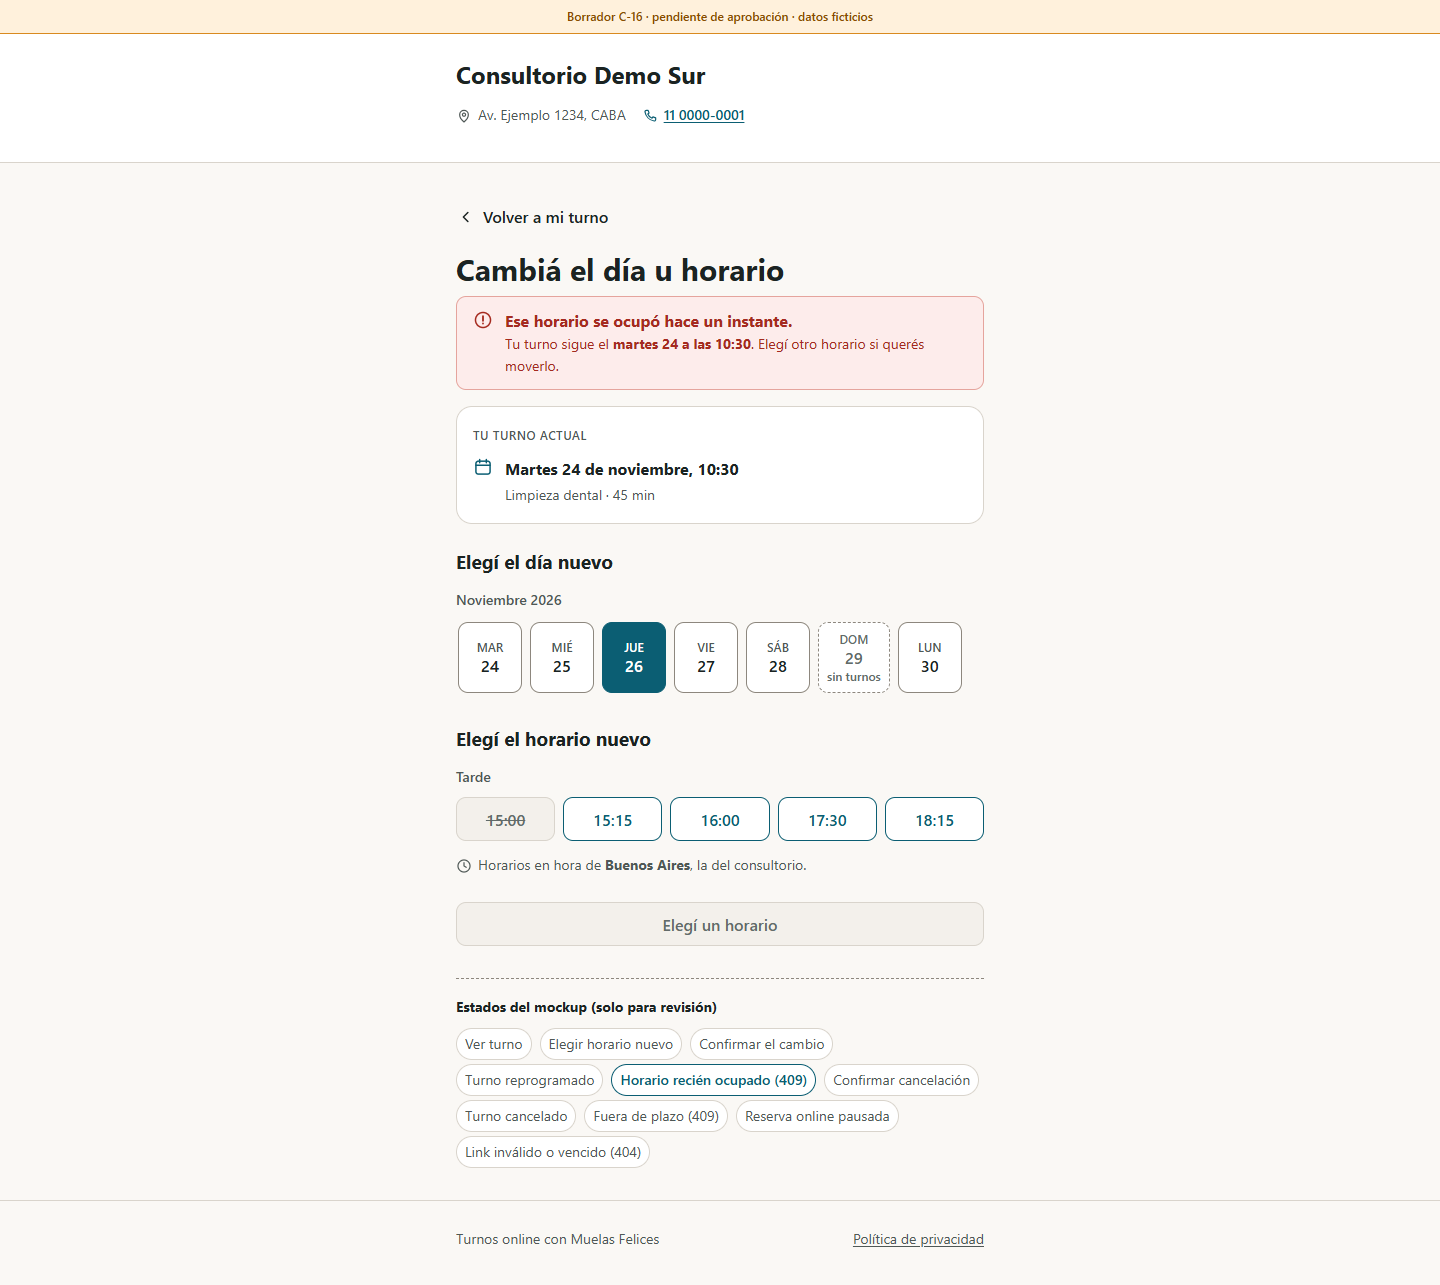 Borrador C-16 · pendiente de aprobación · datos ficticios
Consultorio Demo Sur
Av. Ejemplo 1234, CABA 11 0000-0001
Volver a mi turno
Cambiá el día u horario
Ese horario se ocupó hace un instante.
Tu turno sigue el martes 24 a las 10:30. Elegí otro horario si querés
moverlo.
TU TURNO ACTUAL
Martes 24 de noviembre, 10:30
Limpieza dental · 45 min
Elegí el día nuevo
Noviembre 2026
MAR
24
MIÉ
25
JUE
26
VIE
27
SÁB
28
DOM
29
sin turnos
LUN
30
Elegí el horario nuevo
Tarde
15:00 15:15 16:00 17:30 18:15
Horarios en hora de Buenos Aires, la del consultorio.
Elegí un horario
Estados del mockup (solo para revisión)
Ver turno Elegir horario nuevo Confirmar el cambio
Turno reprogramado Horario recién ocupado (409) Confirmar cancelación
Turno cancelado Fuera de plazo (409) Reserva online pausada
Link inválido o vencido (404)
Turnos online con Muelas Felices Política de privacidad